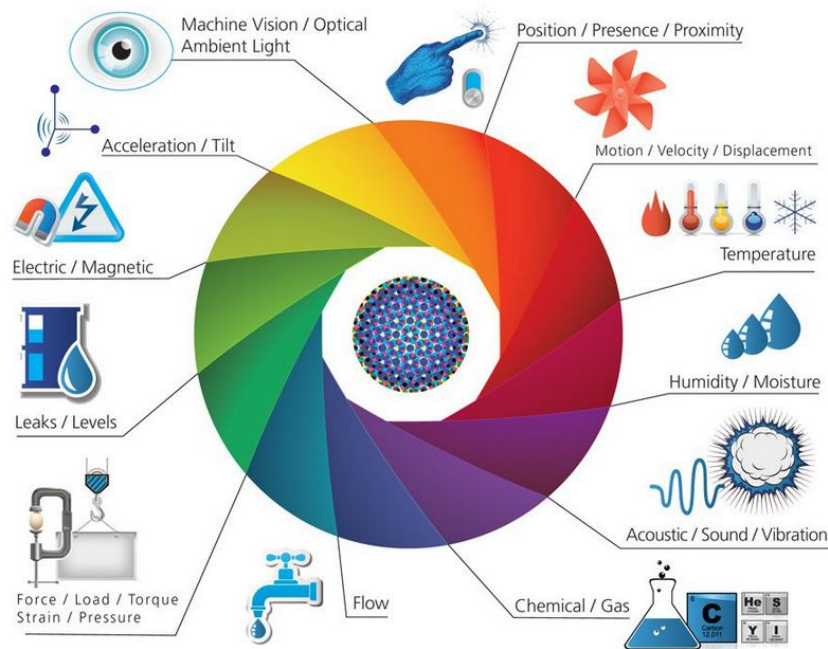 Machine Vision / Optical
Ambient Light
Position / Presence / Proximity
Acceleration / Tilt
Motion / Velocity / Displacement
Electric / Magnetic
Temperature
Leaks / Levels
Humidity / Moisture
Acoustic / Sound / Vibration
Force / Load / Torque
Strain / Pressure
Flow
Chemical / Gas
6
C
Carbon
12.011
He
S
Y
I